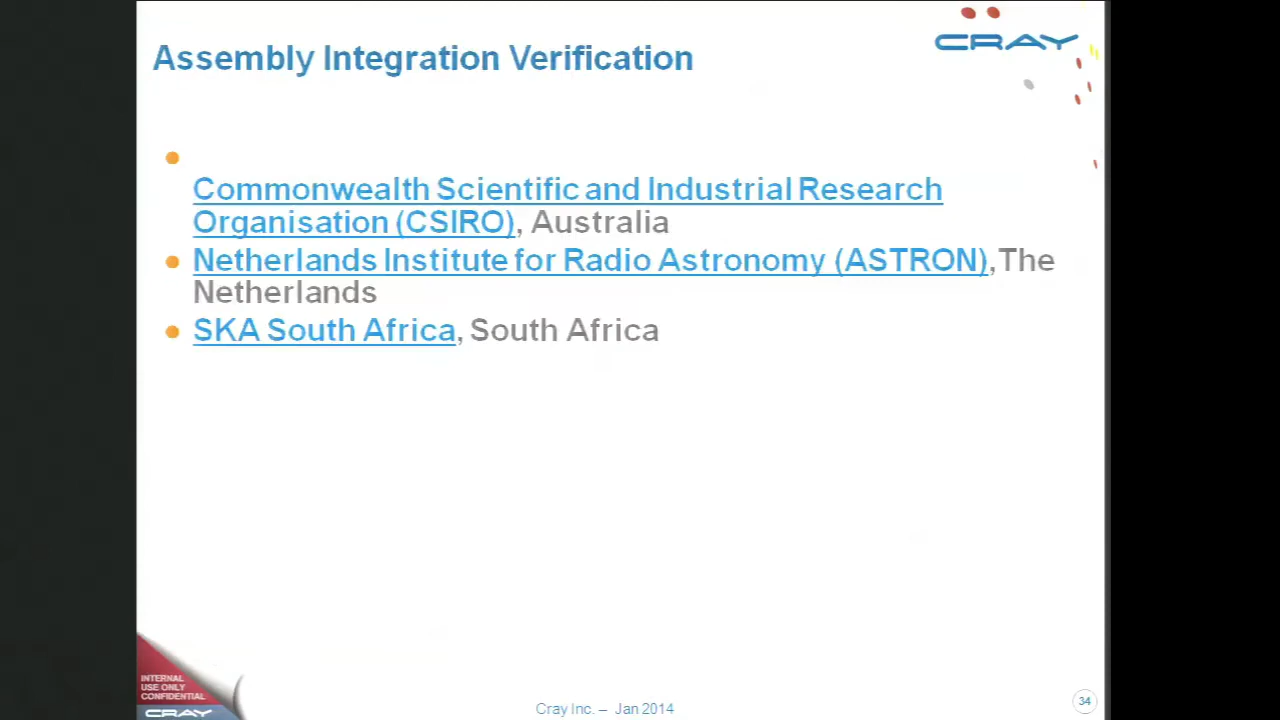 CRAY
Assembly Integration Verification
Commonwealth Scientific and Industrial Research
Organisation (CSIRO), Australia
Netherlands Institute for Radio Astronomy (ASTRON),The
Netherlands
SKA South Africa, South Africa
INTERNAL
USE ONLY
CONFIDENTIAL
CRAY
Cray Inc. – Jan 2014
34